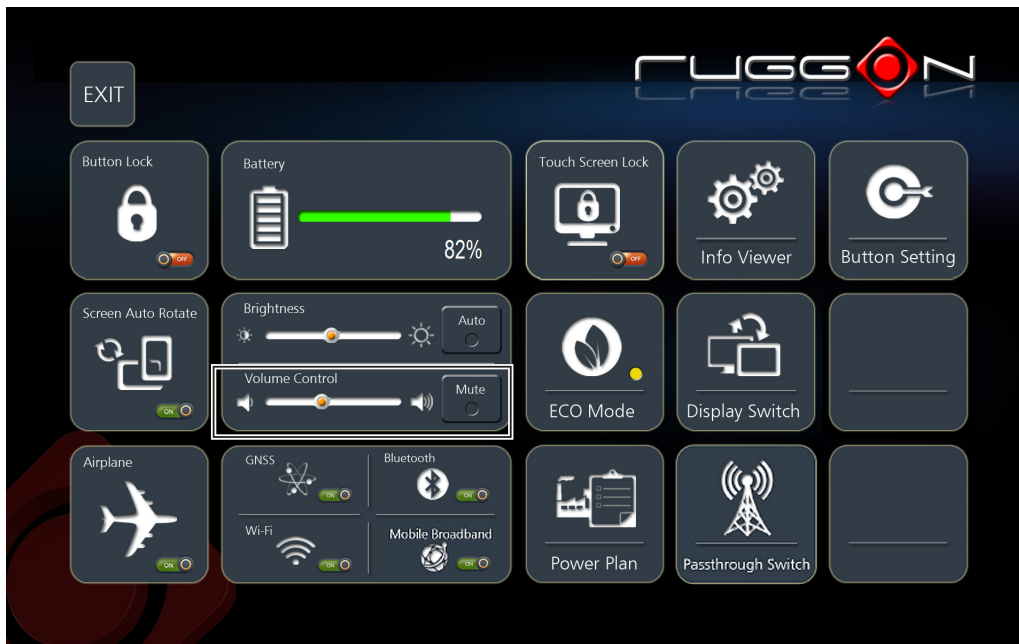 ruggon
EXIT
Button Lock
OFF
Battery
82%
Touch Screen Lock
OFF
Info Viewer
Button Setting
Screen Auto Rotate
ON
Brightness
Auto
Volume Control
Mute
ECO Mode
Display Switch
Airplane
ON
GNSS
ON
Bluetooth
ON
Wi-Fi
ON
Mobile Broadband
ON
Power Plan
Passthrough Switch